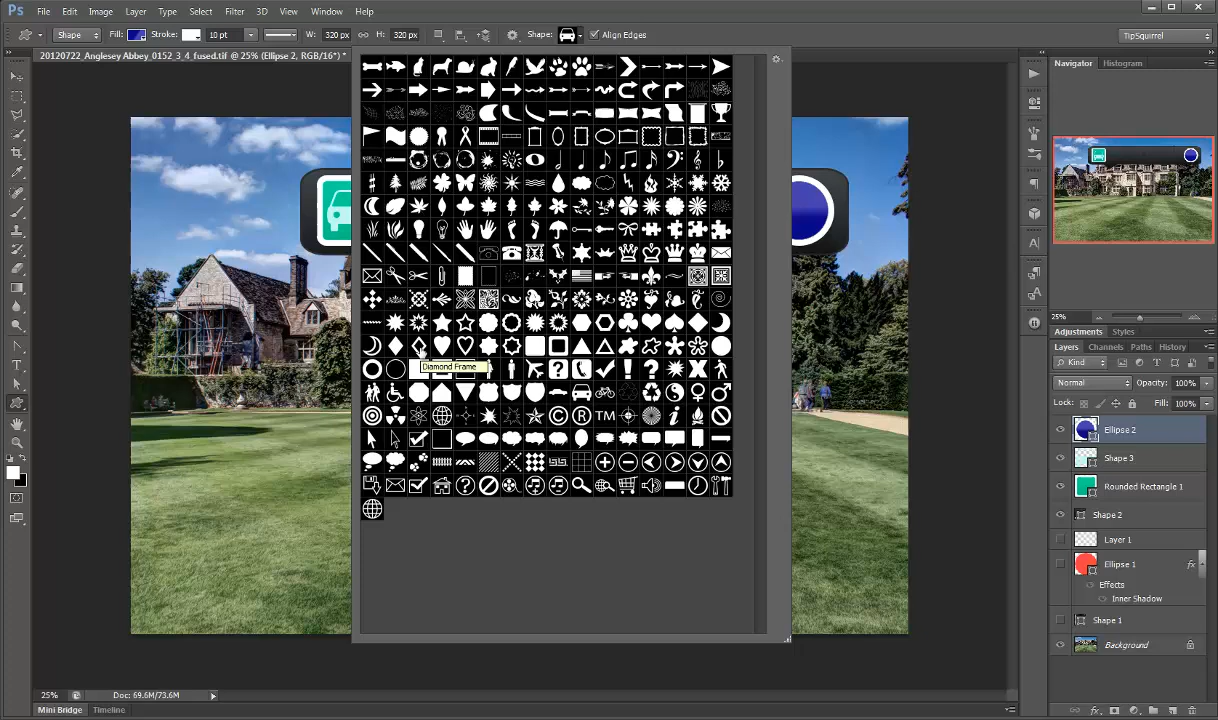 Ps File Edit Image Layer Type Select Filter 3D View Window Help
Shape Fill: Stroke: 10 pt W: 320 px H: 320 px Shape: Align Edges TipSquirrel
20120722_Anglesey Abbey_0152_3_4_fused.tif @ 25% (Ellipse 2, RGB/16*) *
Navigator Histogram
25%
Adjustments Styles
Layers Channels Paths History
Kind
Normal Opacity: 100%
Lock: Fill: 100%
Ellipse 2
Shape 3
Rounded Rectangle 1
Shape 2
Layer 1
Ellipse 1 fx
Effects
Inner Shadow
Shape 1
Background
Diamond Frame
TM
25% Doc: 69.6M/73.6M
Mini Bridge Timeline